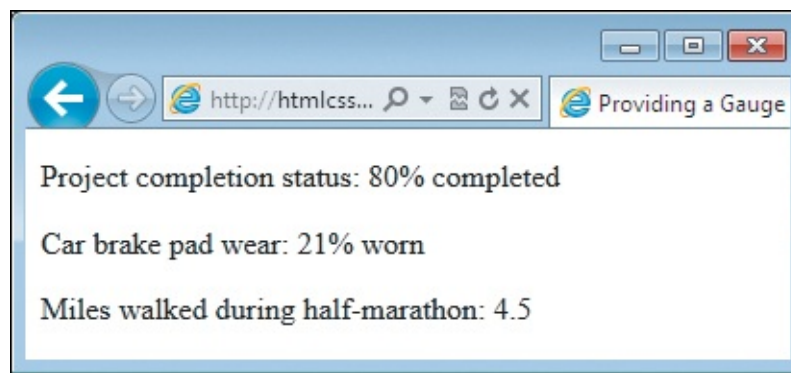 http://htmlcss...
Providing a Gauge
Project completion status: 80% completed
Car brake pad wear: 21% worn
Miles walked during half-marathon: 4.5